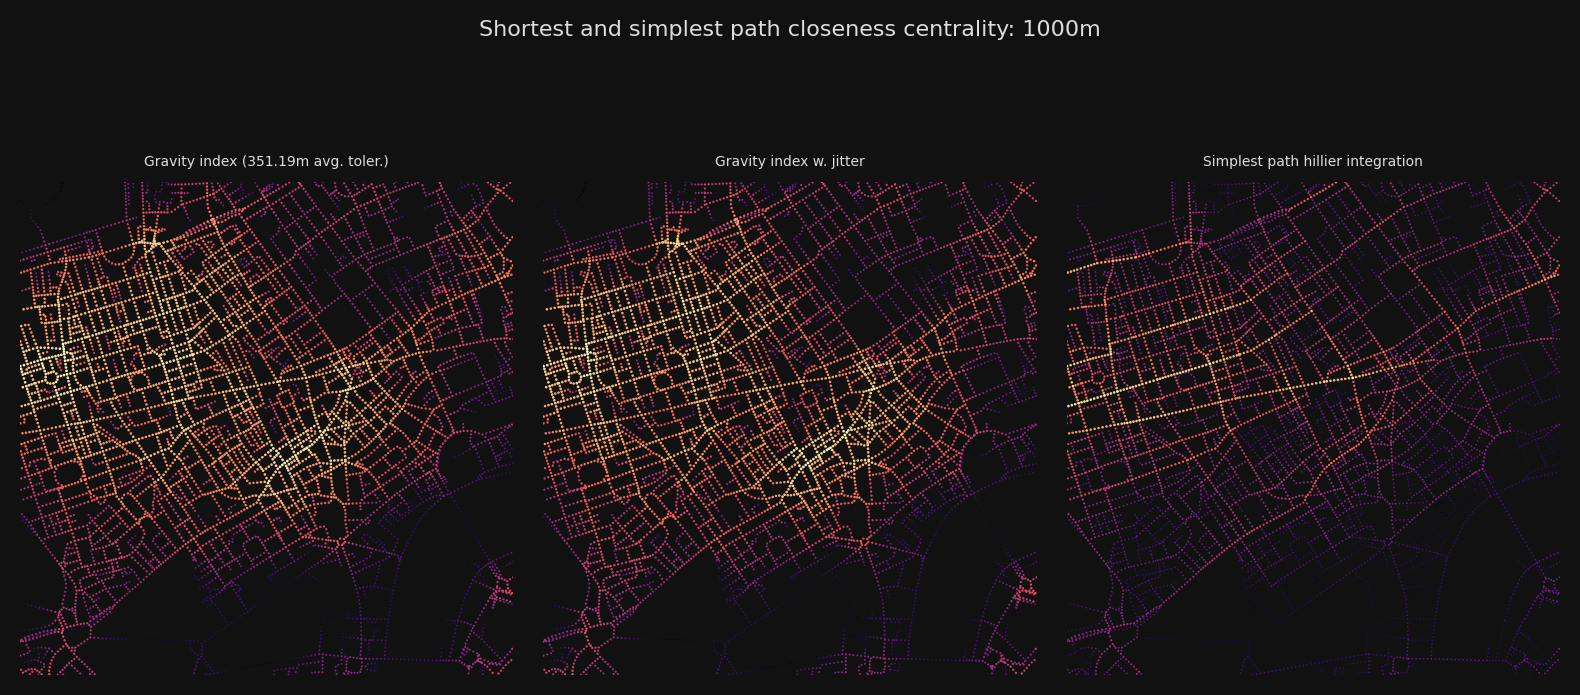 Shortest and simplest path closeness centrality: 1000m
Gravity index (351.19m avg. toler.)
Gravity index w. jitter
Simplest path hillier integration